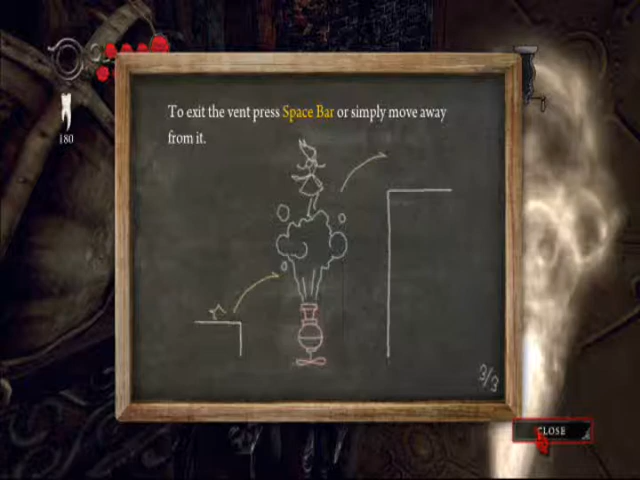 To exit the vent press Space Bar or simply move away
from it.
180
3/3
CLOSE